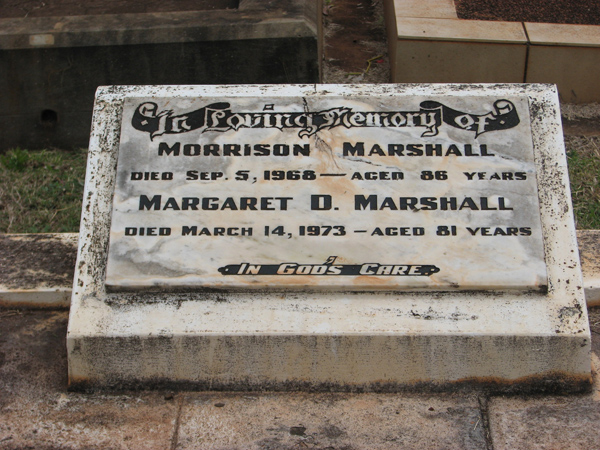 In Loving Memory of
MORRISON MARSHALL
DIED SEP. 5, 1968 — AGED 86 YEARS
MARGARET D. MARSHALL
DIED MARCH 14, 1973 — AGED 81 YEARS
IN GOD'S CARE